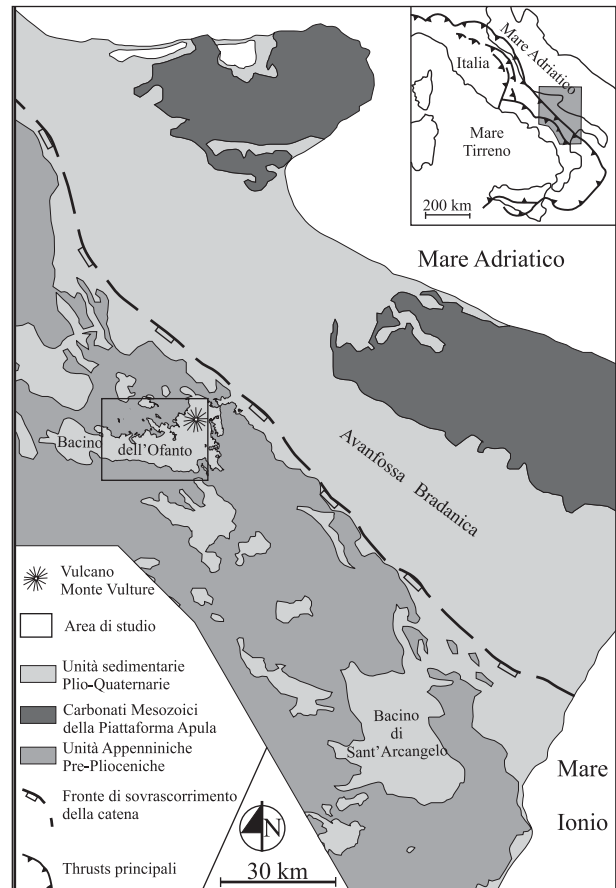 Italia
Mare Adriatico
Mare
Tirreno
200 km
Mare Adriatico
Bacino
dell'Ofanto
Avanfossa
Bradanica
Vulcano
Monte Vulture
Area di studio
Unità sedimentarie
Plio-Quaternarie
Carbonati Mesozoici
della Piattaforma Apula
Unità Appenniniche
Pre-Plioceniche
Fronte di sovrascorrimento
della catena
Thrusts principali
Bacino
di
Sant'Arcangelo
Mare
Ionio
N
30 km